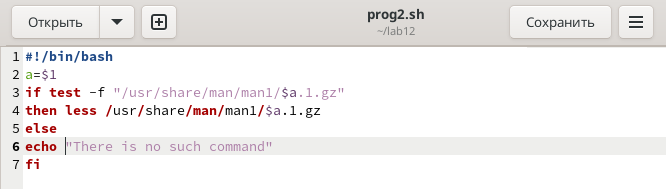 Открыть
prog2.sh
~/lab12
Сохранить
1 #!/bin/bash
2 a=$1
3 if test -f "/usr/share/man/man1/$a.1.gz"
4 then less /usr/share/man/man1/$a.1.gz
5 else
6 echo "There is no such command"
7 fi